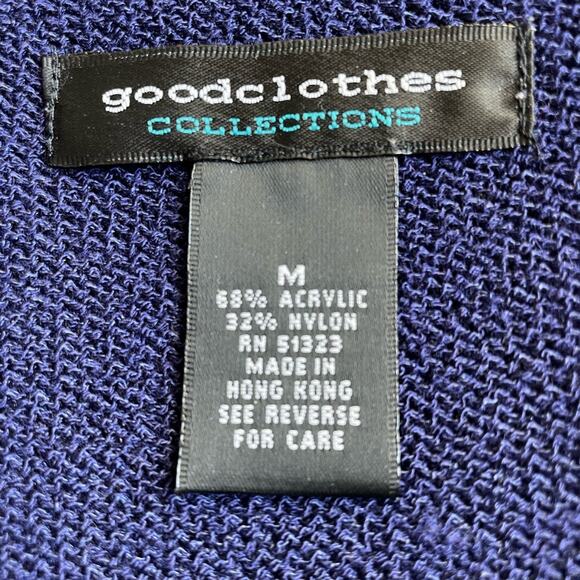 goodclothes
COLLECTIONS
M
68% ACRYLIC
32% NYLON
RN 51323
MADE IN
HONG KONG
SEE REVERSE
FOR CARE